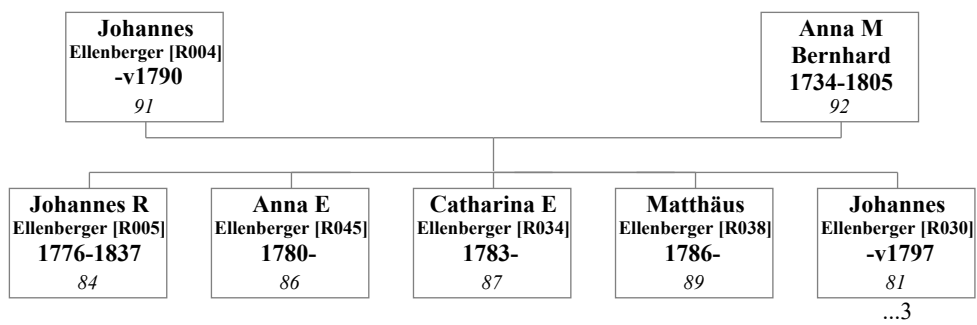 Johannes
Ellenberger [R004]
-v1790
91
Anna M
Bernhard
1734-1805
92
Johannes R
Ellenberger [R005]
1776-1837
84
Anna E
Ellenberger [R045]
1780-
86
Catharina E
Ellenberger [R034]
1783-
87
Matthäus
Ellenberger [R038]
1786-
89
Johannes
Ellenberger [R030]
-v1797
81
...3